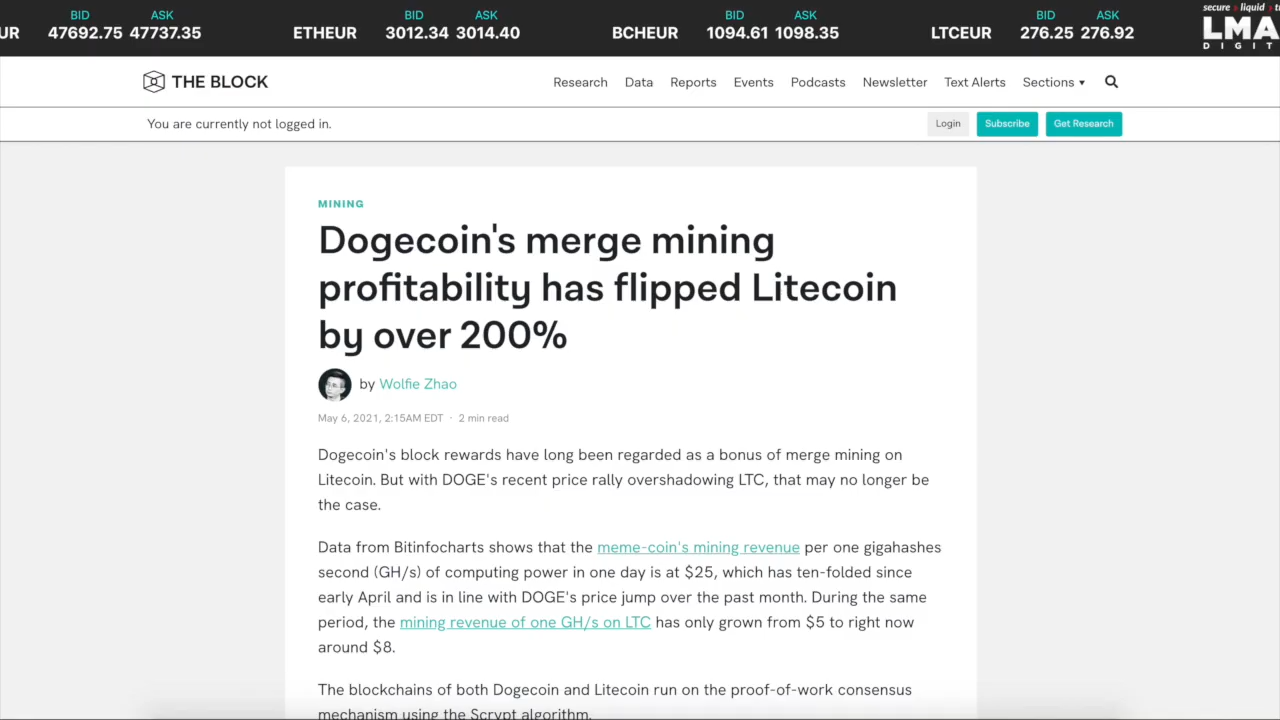 BID ASK BID ASK BID ASK BID ASK secure liquid
UR 47692.75 47737.35 ETHEUR 3012.34 3014.40 BCHEUR 1094.61 1098.35 LTCEUR 276.25 276.92 LMA
DIGIT
THE BLOCK Research Data Reports Events Podcasts Newsletter Text Alerts Sections
You are currently not logged in. Login Subscribe Get Research
MINING
Dogecoin's merge mining
profitability has flipped Litecoin
by over 200%
by Wolfie Zhao
May 6, 2021, 2:15AM EDT · 2 min read
Dogecoin's block rewards have long been regarded as a bonus of merge mining on
Litecoin. But with DOGE's recent price rally overshadowing LTC, that may no longer be
the case.
Data from Bitinfocharts shows that the meme-coin's mining revenue per one gigahashes
second (GH/s) of computing power in one day is at $25, which has ten-folded since
early April and is in line with DOGE's price jump over the past month. During the same
period, the mining revenue of one GH/s on LTC has only grown from $5 to right now
around $8.
The blockchains of both Dogecoin and Litecoin run on the proof-of-work consensus
mechanism using the Scrypt algorithm.